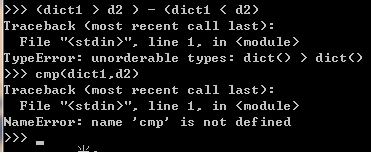 >>> (dict1 > d2 ) - (dict1 < d2)
Traceback (most recent call last):
  File "<stdin>", line 1, in <module>
TypeError: unorderable types: dict() > dict()
>>> cmp(dict1,d2)
Traceback (most recent call last):
  File "<stdin>", line 1, in <module>
NameError: name 'cmp' is not defined
>>> _